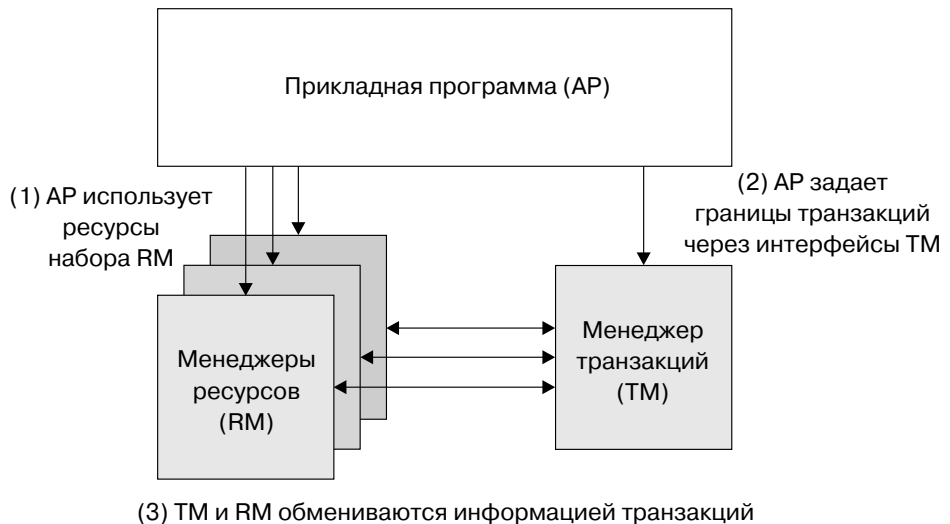 Прикладная программа (AP)
(1) AP использует
ресурсы
набора RM
(2) AP задает
границы транзакций
через интерфейсы TM
Менеджеры
ресурсов
(RM)
Менеджер
транзакций
(TM)
(3) TM и RM обмениваются информацией транзакций